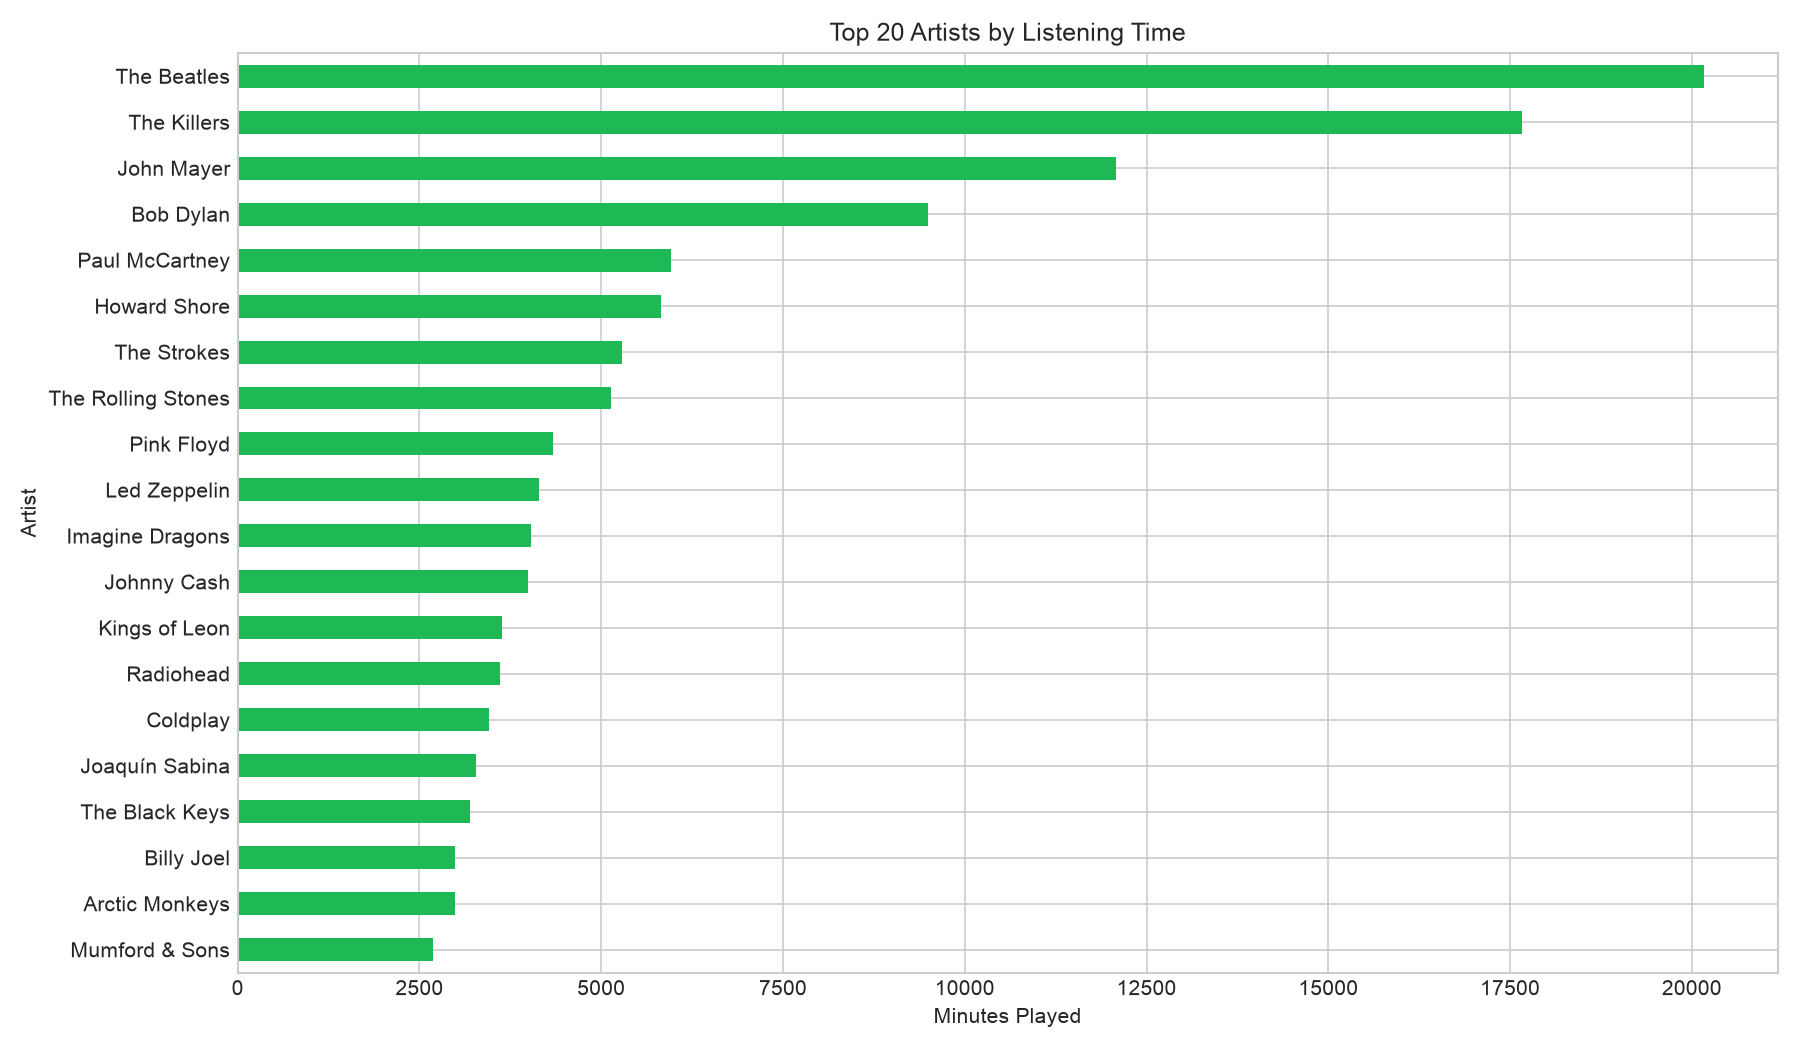 Top 20 Artists by Listening Time
Artist
The Beatles
The Killers
John Mayer
Bob Dylan
Paul McCartney
Howard Shore
The Strokes
The Rolling Stones
Pink Floyd
Led Zeppelin
Imagine Dragons
Johnny Cash
Kings of Leon
Radiohead
Coldplay
Joaquín Sabina
The Black Keys
Billy Joel
Arctic Monkeys
Mumford & Sons
0 2500 5000 7500 10000 12500 15000 17500 20000
Minutes Played